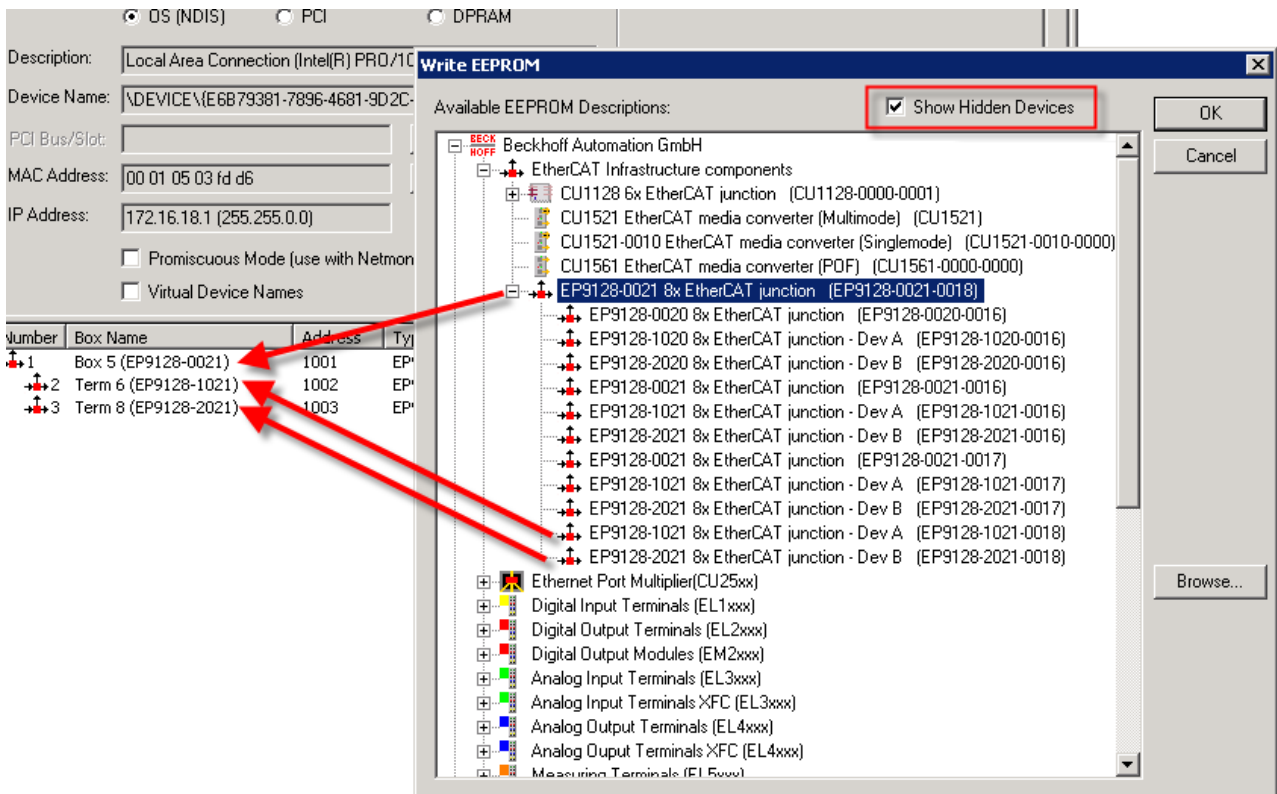 OS (NDIS) PCI DPRAM
Description: Local Area Connection (Intel(R) PRO/10
Device Name: \DEVICE\{E6B79381-7896-4681-9D2C-
PCI Bus/Slot:
MAC Address: 00 01 05 03 fd d6
IP Address: 172.16.18.1 (255.255.0.0)
Promiscuous Mode (use with Netmon
Virtual Device Names
Number Box Name Address Ty
1 Box 5 (EP9128-0021) 1001 EP
2 Term 6 (EP9128-1021) 1002 EP
3 Term 8 (EP9128-2021) 1003 EP
Write EEPROM
Available EEPROM Descriptions: Show Hidden Devices OK
Cancel
BECK
HOFF
Beckhoff Automation GmbH
EtherCAT Infrastructure components
CU1128 6x EtherCAT junction (CU1128-0000-0001)
CU1521 EtherCAT media converter (Multimode) (CU1521)
CU1521-0010 EtherCAT media converter (Singlemode) (CU1521-0010-0000)
CU1561 EtherCAT media converter (POF) (CU1561-0000-0000)
EP9128-0021 8x EtherCAT junction (EP9128-0021-0018)
EP9128-0020 8x EtherCAT junction (EP9128-0020-0016)
EP9128-1020 8x EtherCAT junction - Dev A (EP9128-1020-0016)
EP9128-2020 8x EtherCAT junction - Dev B (EP9128-2020-0016)
EP9128-0021 8x EtherCAT junction (EP9128-0021-0016)
EP9128-1021 8x EtherCAT junction - Dev A (EP9128-1021-0016)
EP9128-2021 8x EtherCAT junction - Dev B (EP9128-2021-0016)
EP9128-0021 8x EtherCAT junction (EP9128-0021-0017)
EP9128-1021 8x EtherCAT junction - Dev A (EP9128-1021-0017)
EP9128-2021 8x EtherCAT junction - Dev B (EP9128-2021-0017)
EP9128-1021 8x EtherCAT junction - Dev A (EP9128-1021-0018)
EP9128-2021 8x EtherCAT junction - Dev B (EP9128-2021-0018)
Ethernet Port Multiplier(CU25xx)
Browse...
Digital Input Terminals (EL1xxx)
Digital Output Terminals (EL2xxx)
Digital Output Modules (EM2xxx)
Analog Input Terminals (EL3xxx)
Analog Input Terminals XFC (EL3xxx)
Analog Output Terminals (EL4xxx)
Analog Ouput Terminals XFC (EL4xxx)
Measuring Terminals (EL5xxx)